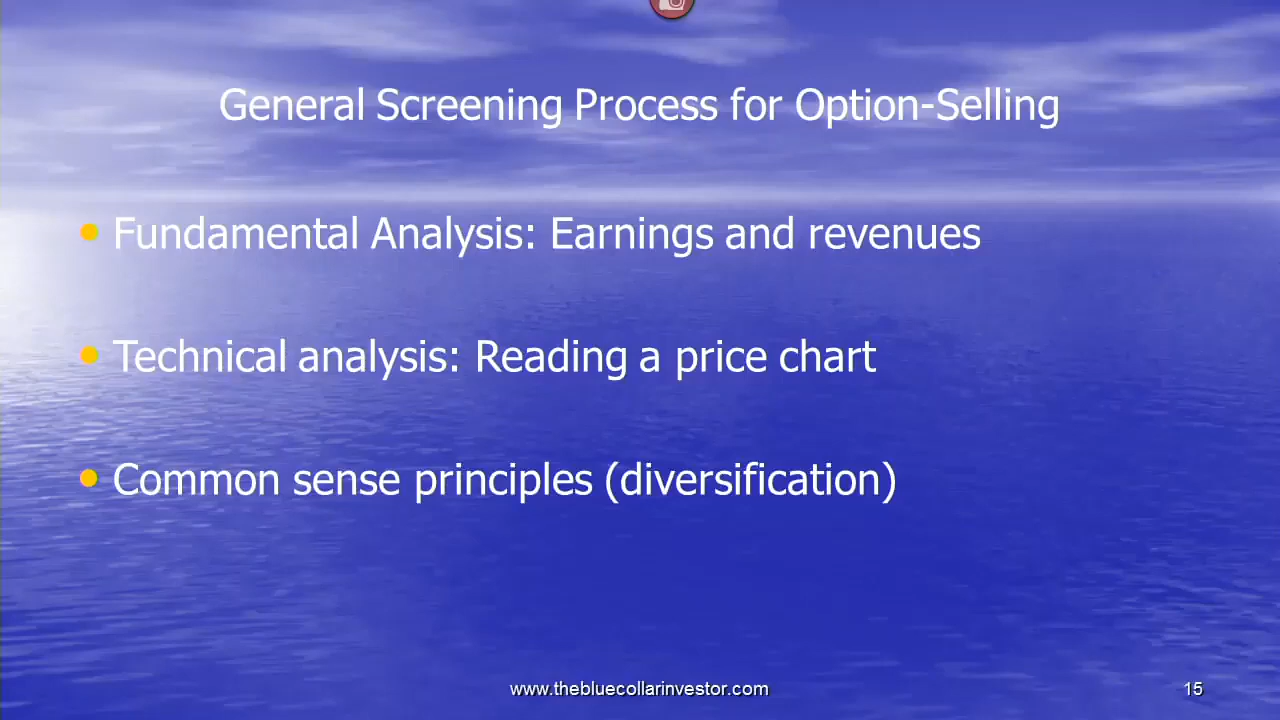 General Screening Process for Option-Selling
Fundamental Analysis: Earnings and revenues
Technical analysis: Reading a price chart
Common sense principles (diversification)
www.thebluecollarinvestor.com
15